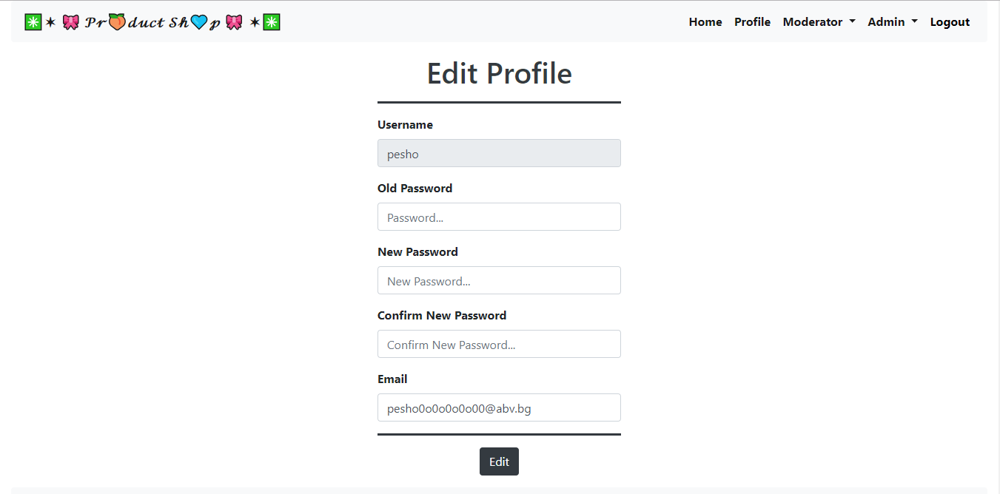 ✳️✶ 🎀 𝒫𝓇🍑𝒹𝓊𝒸𝓉 𝒮𝒽💙𝓅 🎀 ✶✳️ Home Profile Moderator Admin Logout
Edit Profile
Username
pesho
Old Password
Password...
New Password
New Password...
Confirm New Password
Confirm New Password...
Email
pesho0o0o0o0o00@abv.bg
Edit